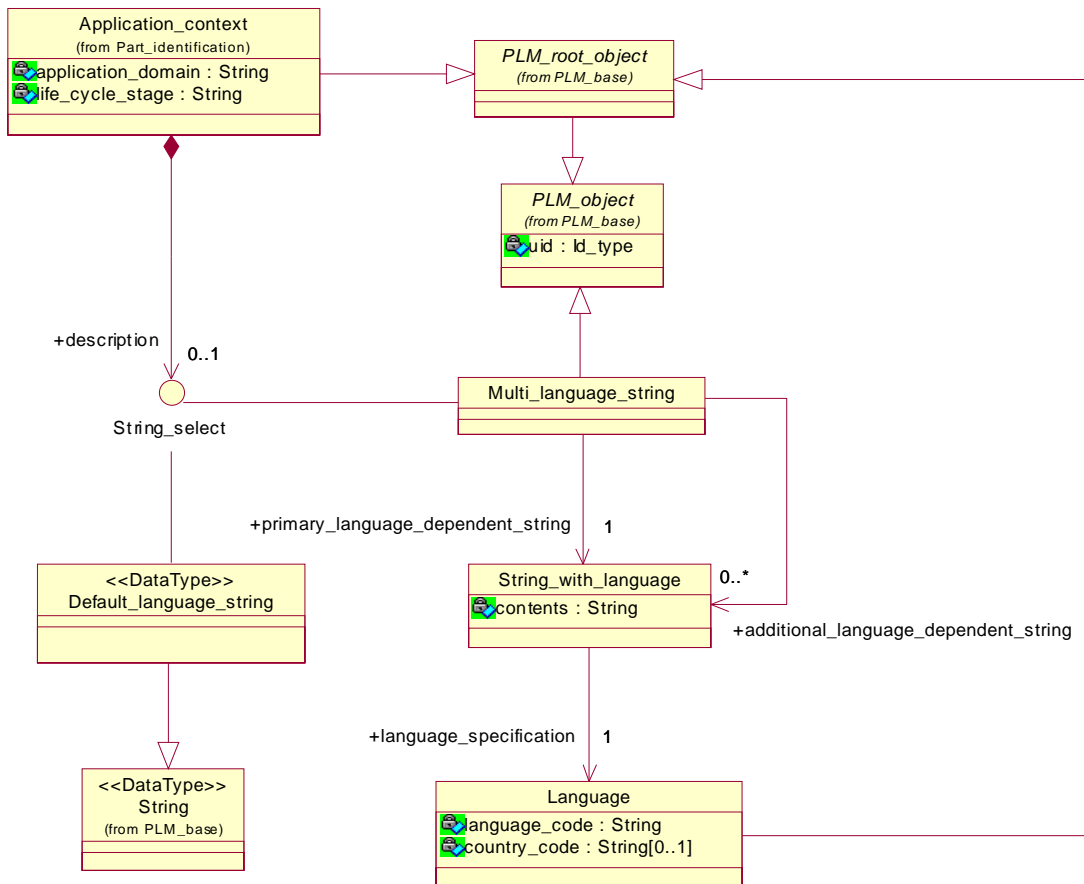 Application_context
(from Part_identification)
application_domain : String
life_cycle_stage : String
PLM_root_object
(from PLM_base)
PLM_object
(from PLM_base)
uid : Id_type
+description
0..1
String_select
Multi_language_string
+primary_language_dependent_string
1
<<DataType>>
Default_language_string
String_with_language
contents : String
0..*
+additional_language_dependent_string
+language_specification
1
<<DataType>>
String
(from PLM_base)
Language
language_code : String
country_code : String[0..1]